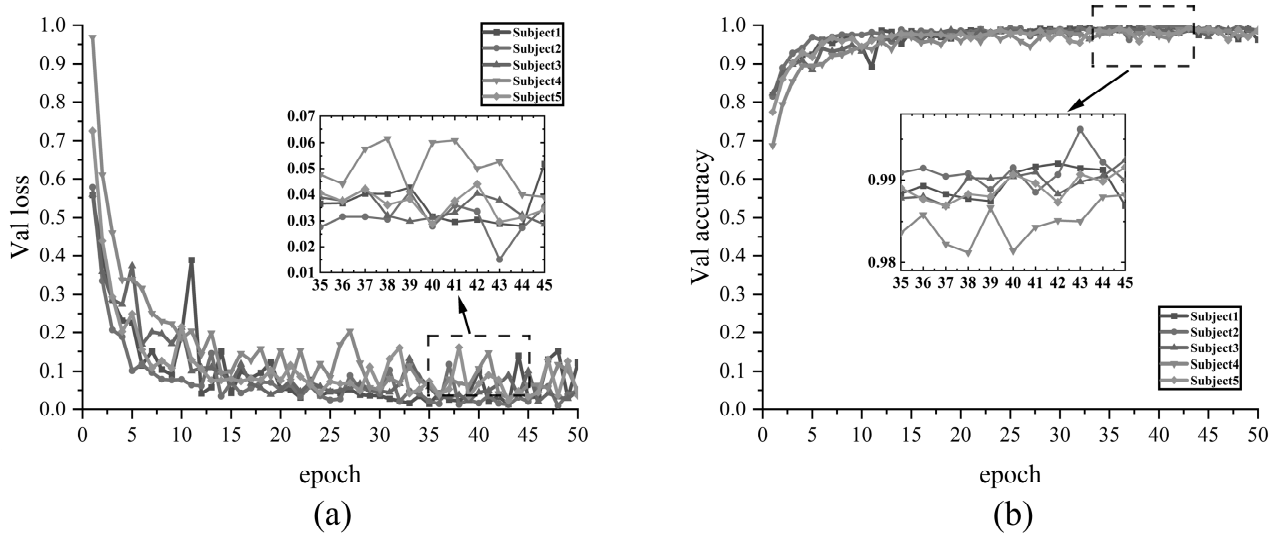 1.0
0.9
0.8
0.7
0.6
0.5
0.4
0.3
0.2
0.1
0.0
Val loss
0 5 10 15 20 25 30 35 40 45 50
epoch
Subject1
Subject2
Subject3
Subject4
Subject5
0.07
0.06
0.05
0.04
0.03
0.02
0.01
35 36 37 38 39 40 41 42 43 44 45
(a)
1.0
0.9
0.8
0.7
0.6
0.5
0.4
0.3
0.2
0.1
0.0
Val accuracy
0 5 10 15 20 25 30 35 40 45 50
epoch
0.99
0.98
35 36 37 38 39 40 41 42 43 44 45
Subject1
Subject2
Subject3
Subject4
Subject5
(b)